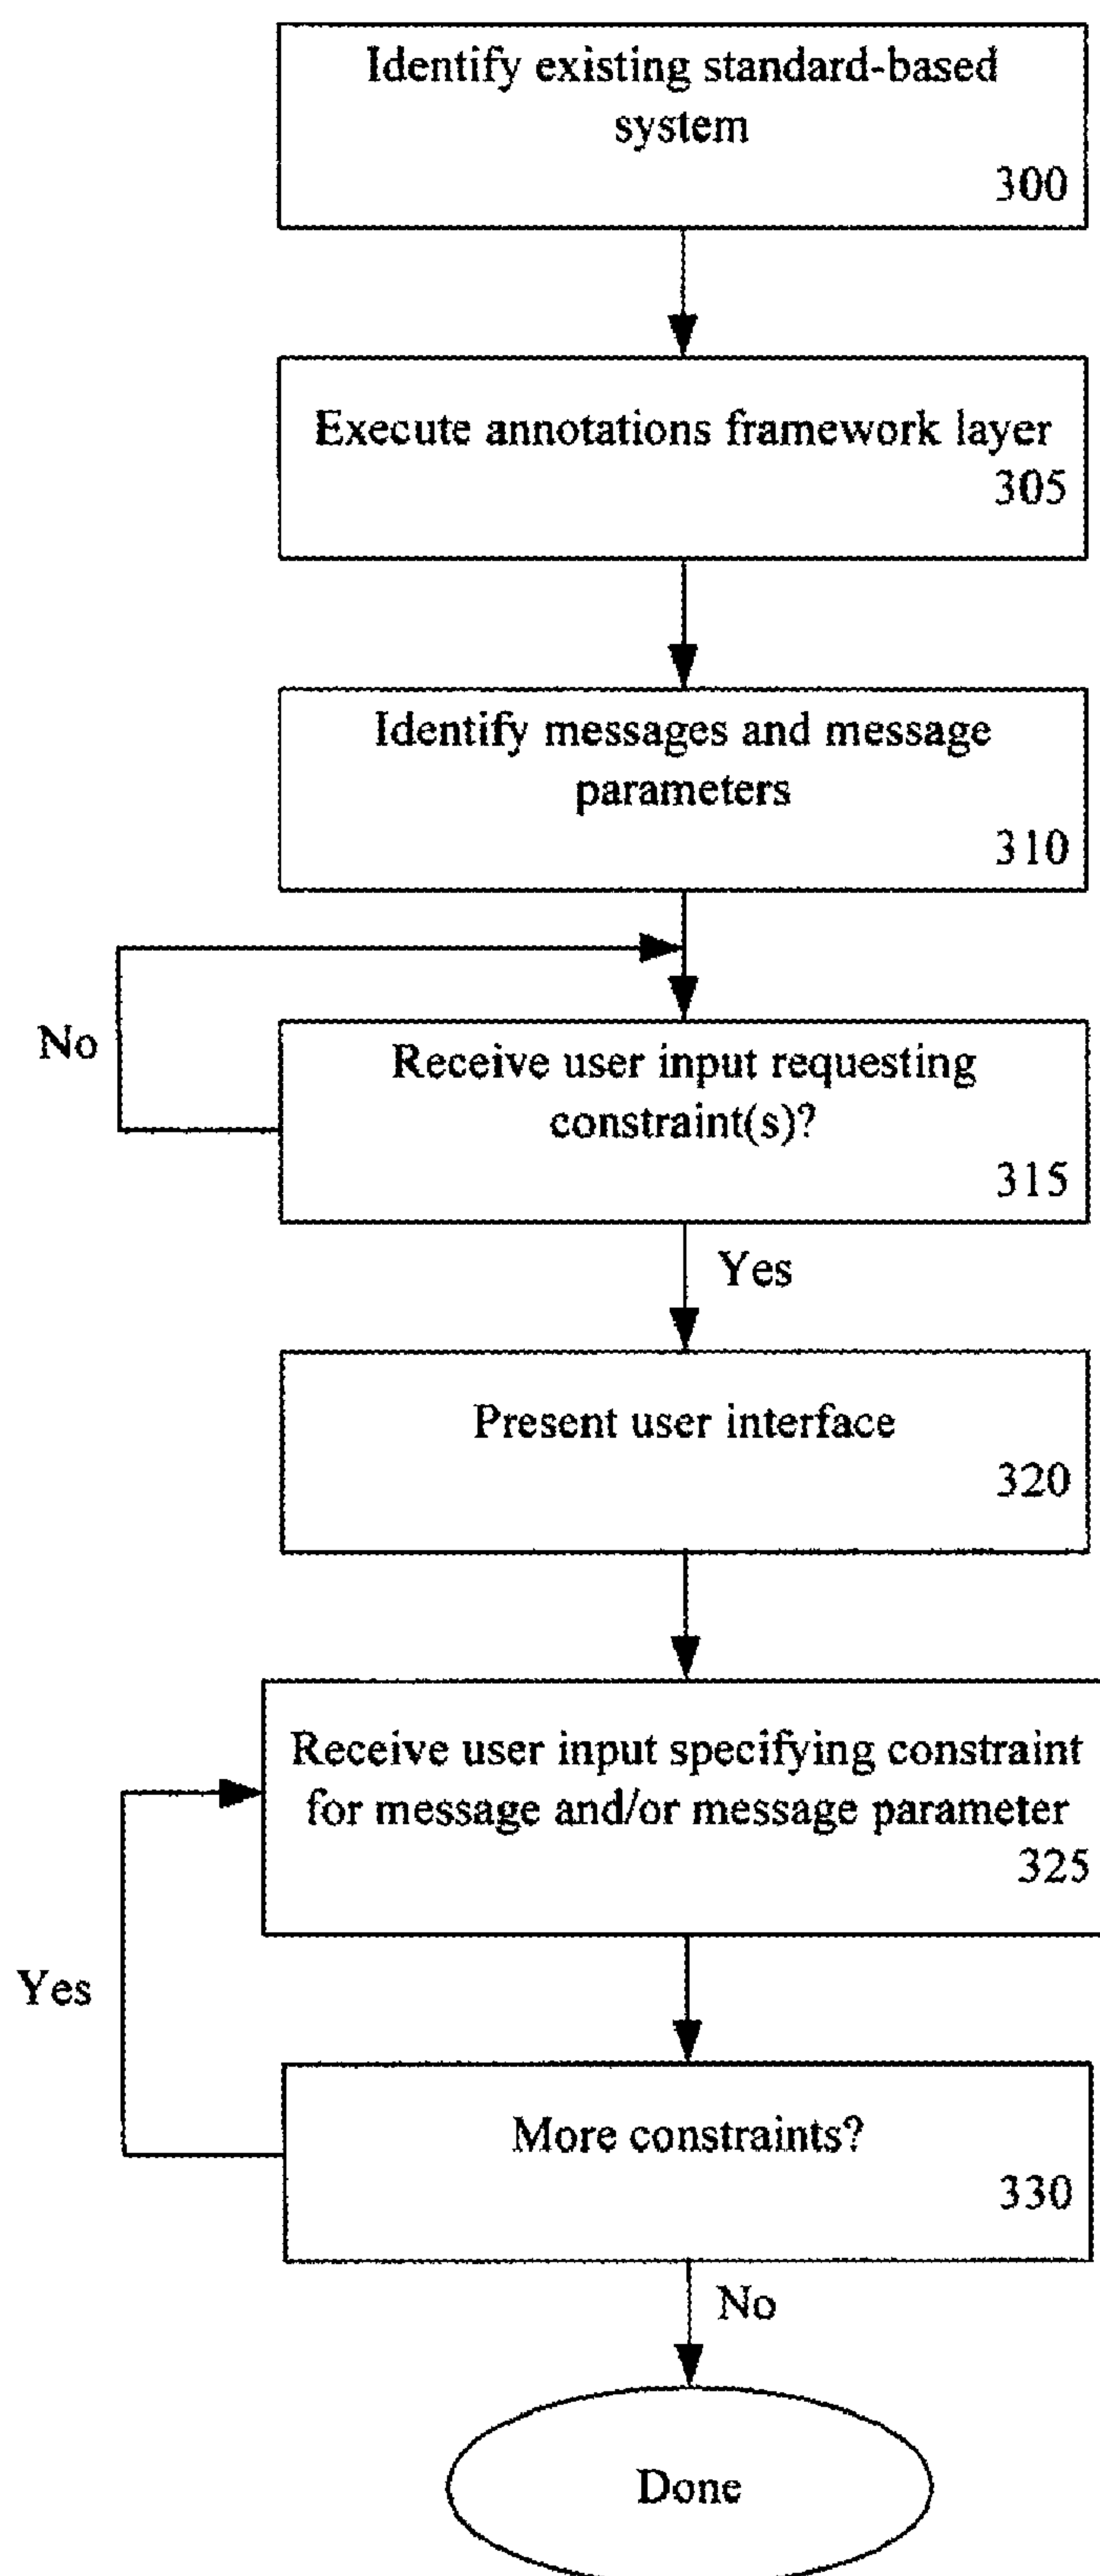 Identify existing standard-based
system
300
Execute annotations framework layer
305
Identify messages and message
parameters
310
No
Receive user input requesting
constraint(s)?
315
Yes
Present user interface
320
Receive user input specifying constraint
for message and/or message parameter
325
Yes
More constraints?
330
No
Done